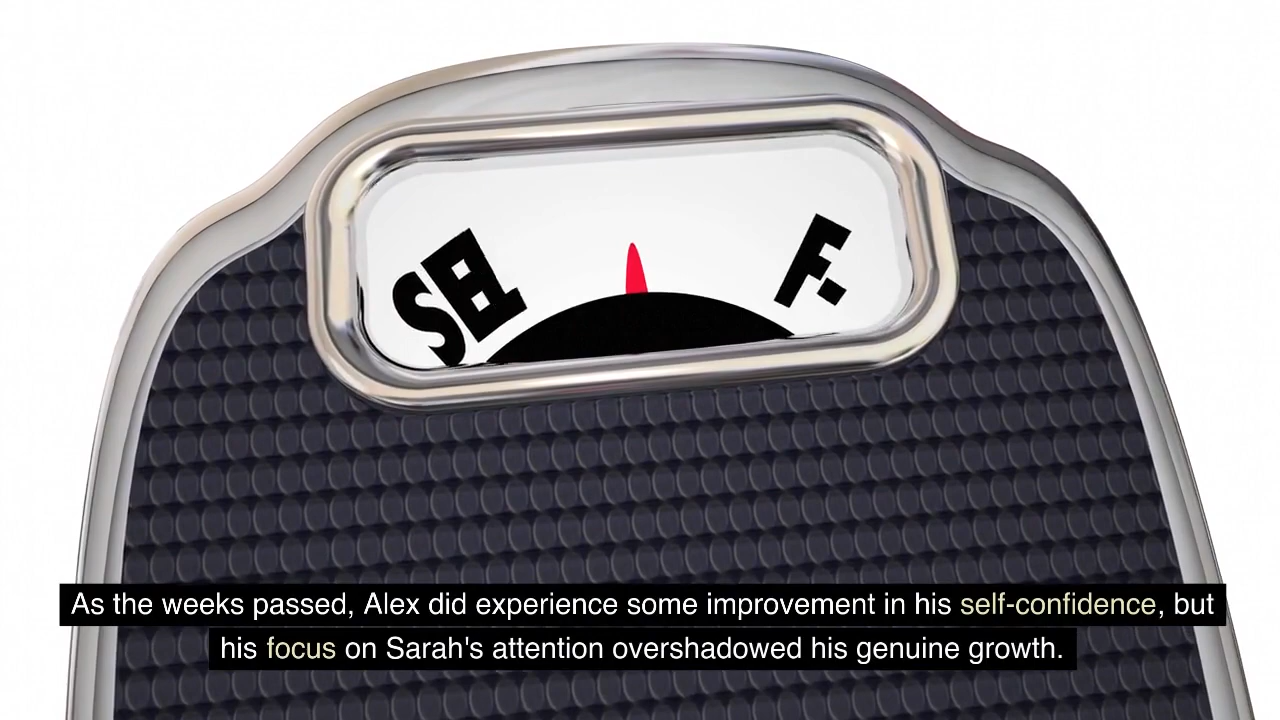 As the weeks passed, Alex did experience some improvement in his self-confidence, but
his focus on Sarah's attention overshadowed his genuine growth.